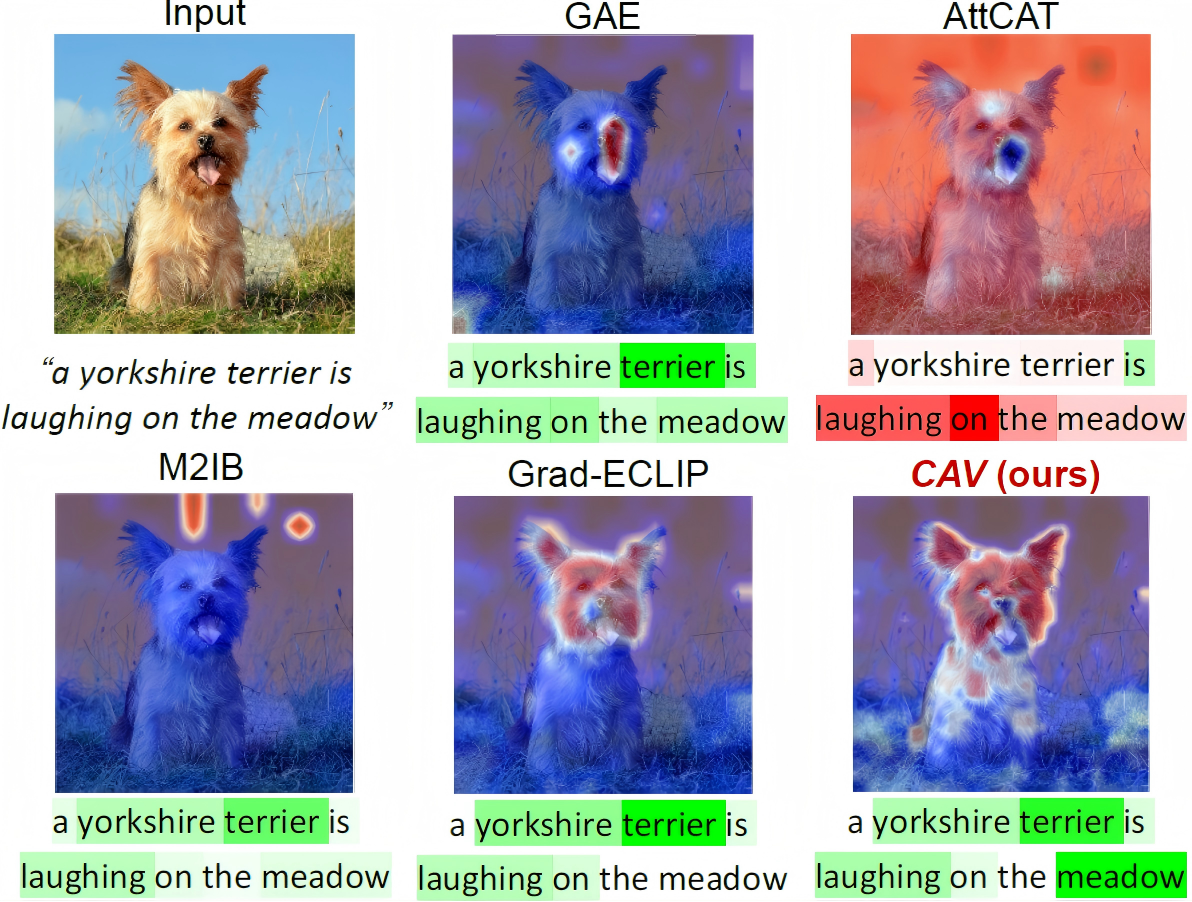 Input
GAE
AttCAT
“a yorkshire terrier is
laughing on the meadow”
a yorkshire terrier is
laughing on the meadow
a yorkshire terrier is
laughing on the meadow
M2IB
Grad-ECLIP
CAV (ours)
a yorkshire terrier is
laughing on the meadow
a yorkshire terrier is
laughing on the meadow
a yorkshire terrier is
laughing on the meadow